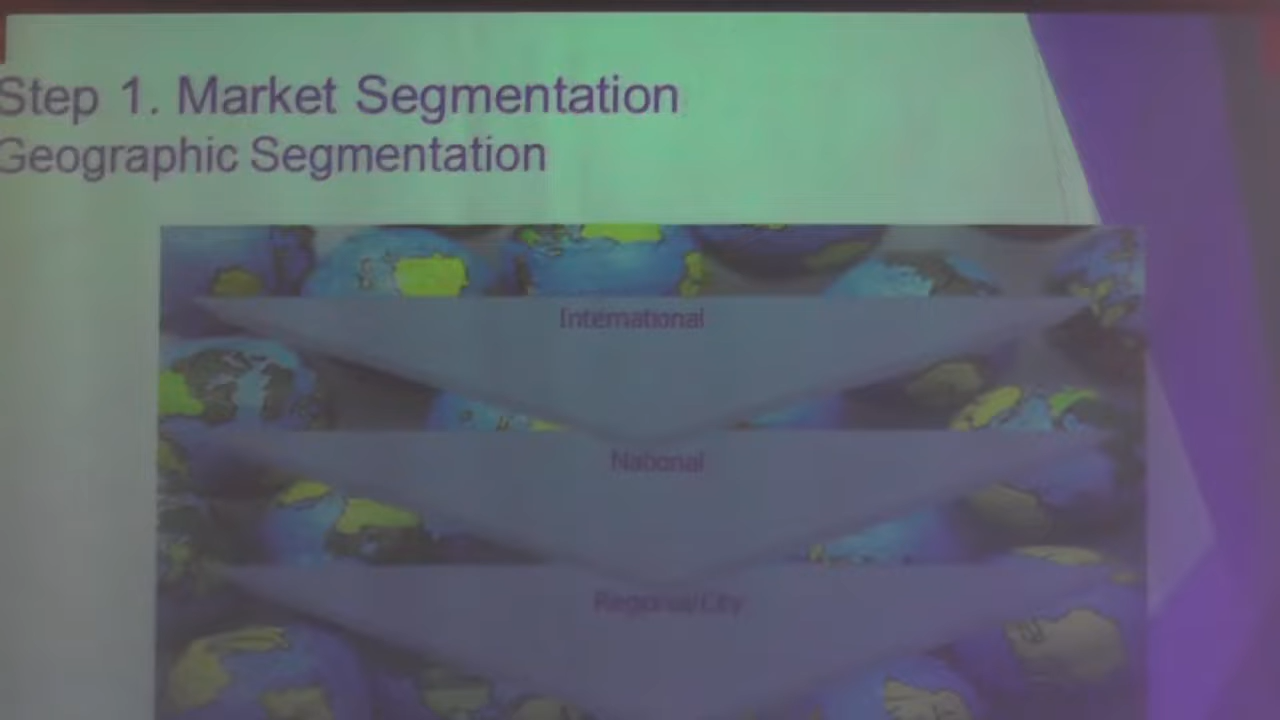 Step 1. Market Segmentation
Geographic Segmentation
International
National
Regional/City